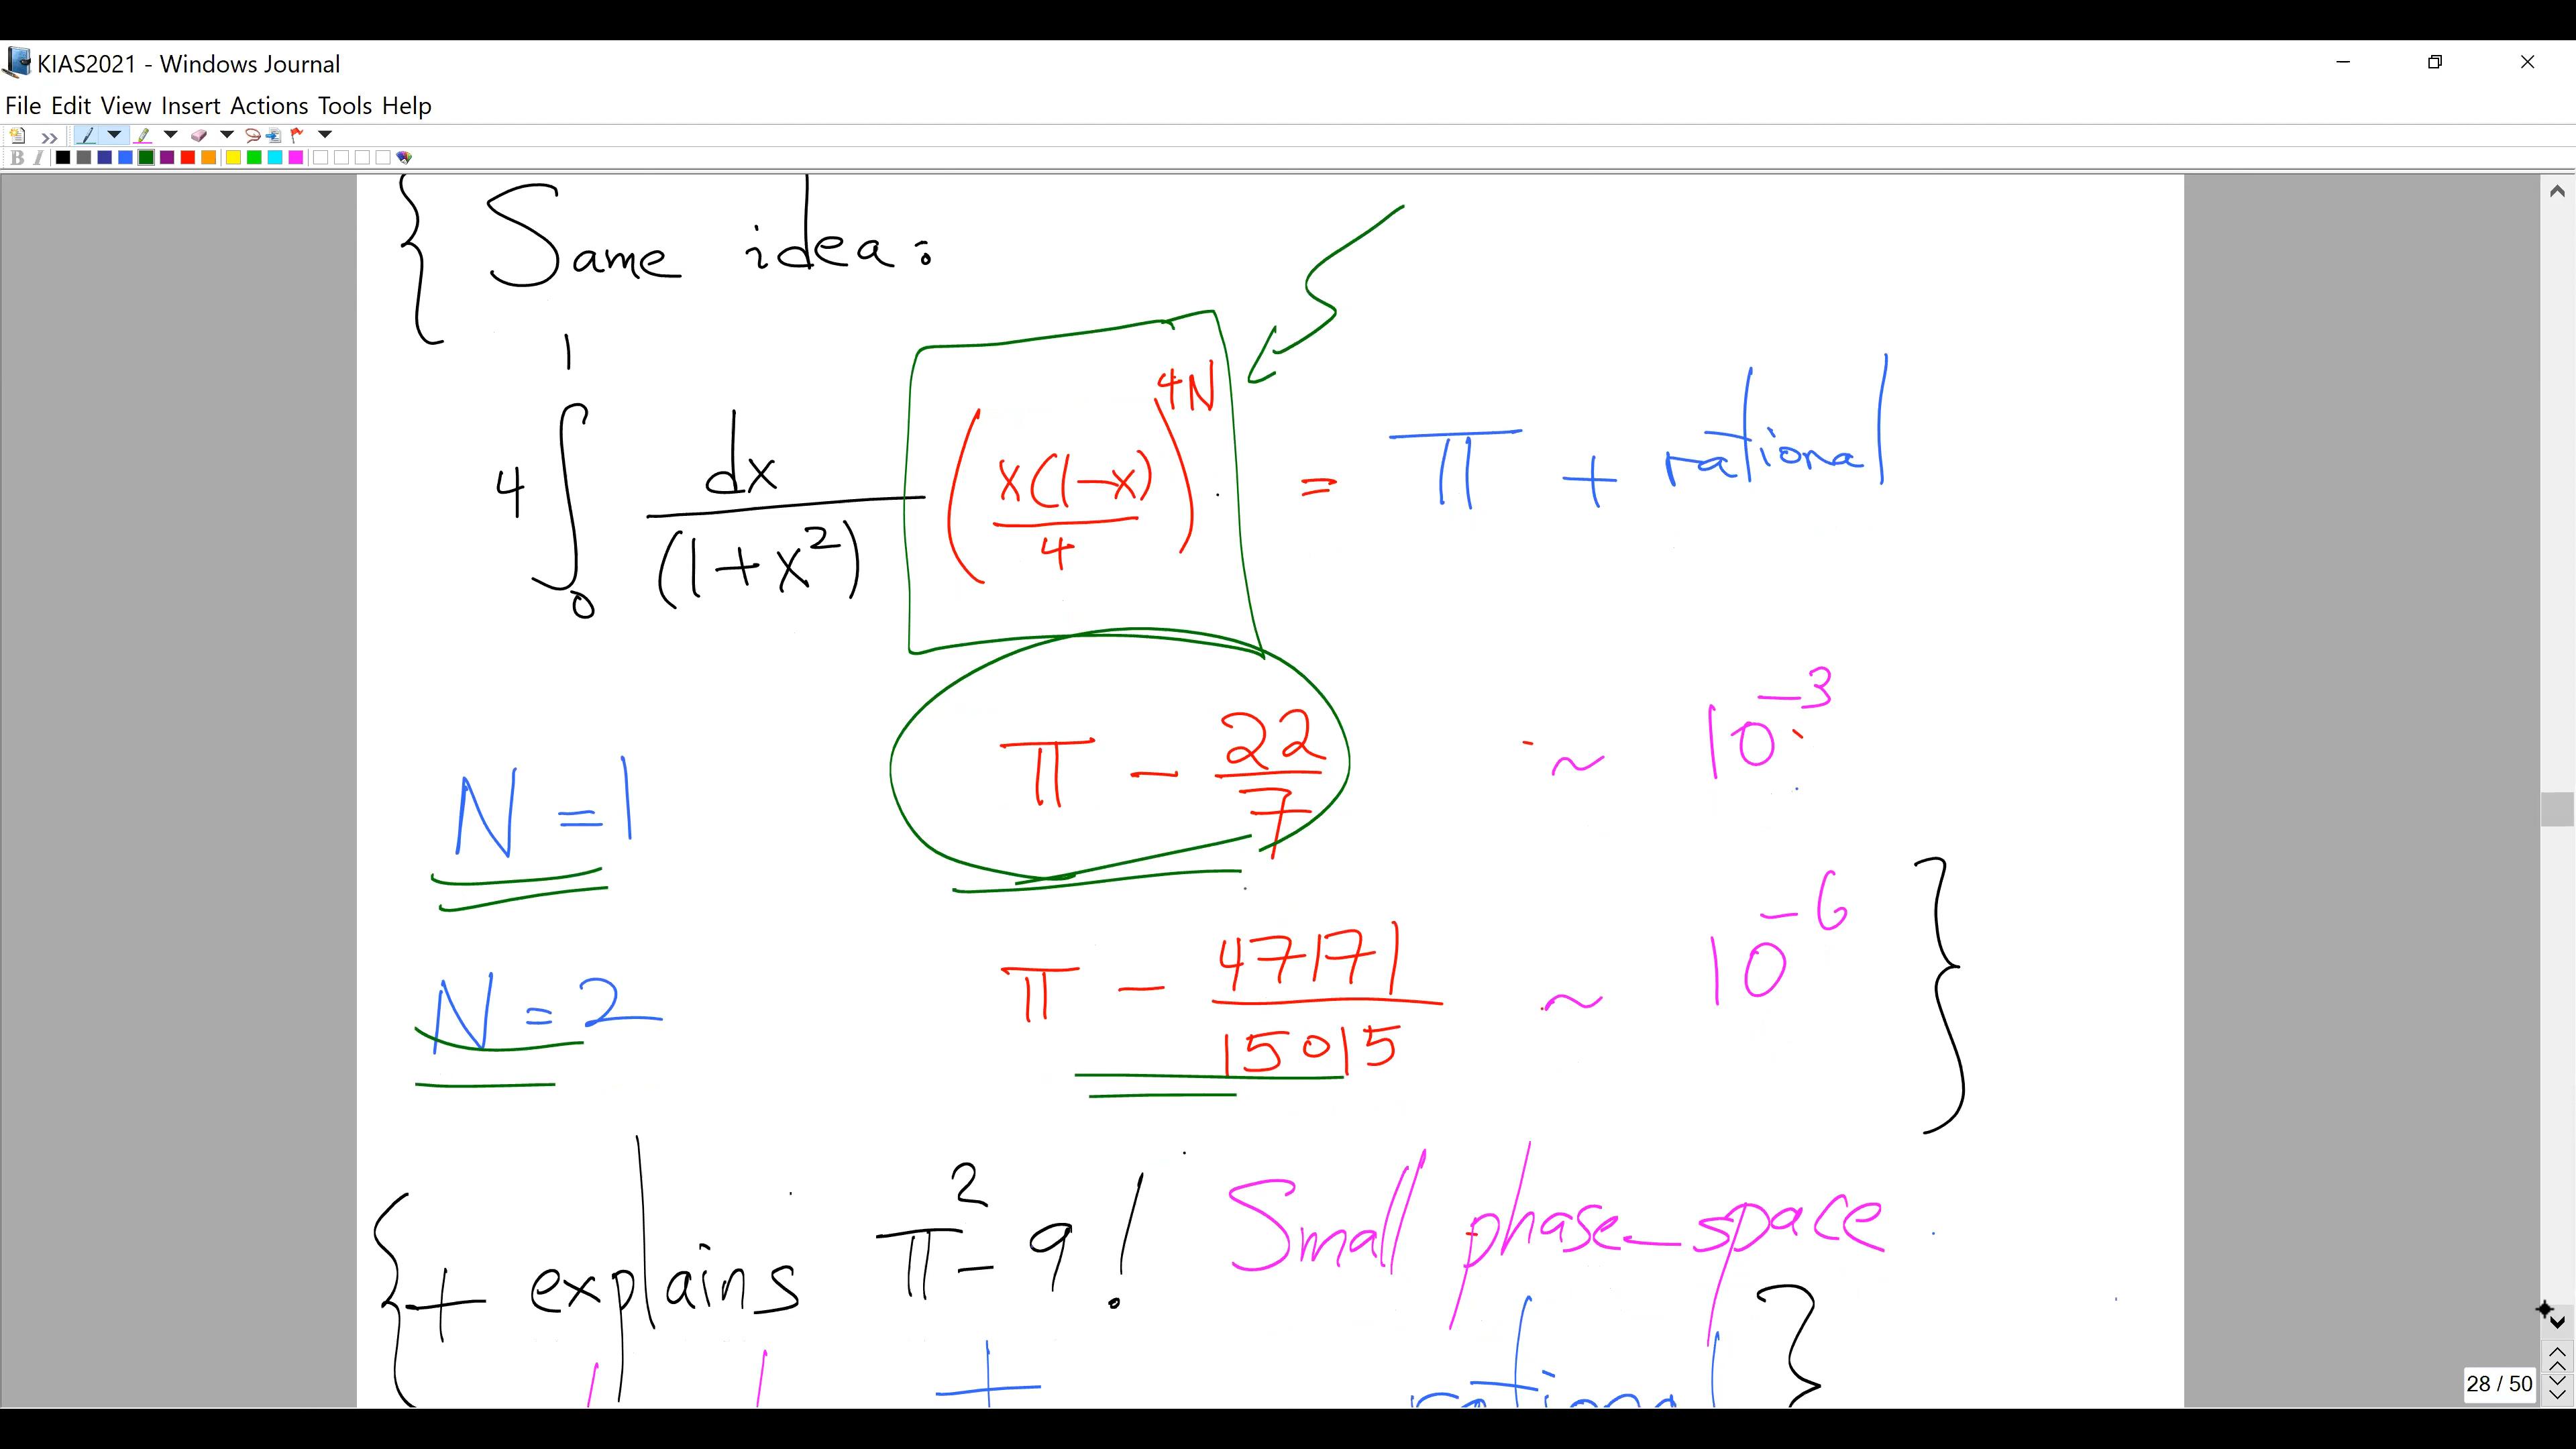 KIAS2021 - Windows Journal
File Edit View Insert Actions Tools Help
B I
{ Same idea:
4 ∫₀¹ dx/(1+x²) (x(1-x)/4)^4N = π + rational
N = 1 π - 22/7 ~ 10^-3
N = 2 π - 47171/15015 ~ 10^-6 }
{ + explains π² - 9! Small phase-space
+ rational }
28 / 50